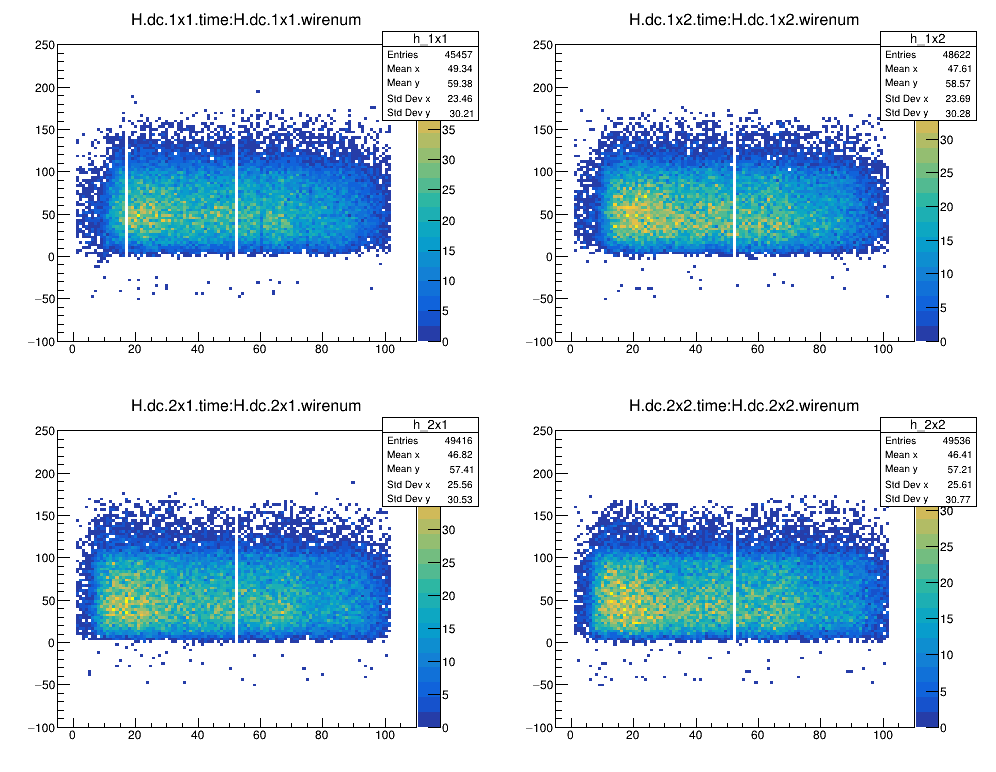 H.dc.1x1.time:H.dc.1x1.wirenum
h_1x1
Entries 45457
Mean x 49.34
Mean y 59.38
Std Dev x 23.46
Std Dev y 30.21
250
200
150
100
50
0
−50
−100
0 20 40 60 80 100
35
30
25
20
15
10
5
0
H.dc.1x2.time:H.dc.1x2.wirenum
h_1x2
Entries 48622
Mean x 47.61
Mean y 58.57
Std Dev x 23.69
Std Dev y 30.28
250
200
150
100
50
0
−50
−100
0 20 40 60 80 100
30
25
20
15
10
5
0
H.dc.2x1.time:H.dc.2x1.wirenum
h_2x1
Entries 49416
Mean x 46.82
Mean y 57.41
Std Dev x 25.56
Std Dev y 30.53
250
200
150
100
50
0
−50
−100
0 20 40 60 80 100
30
25
20
15
10
5
0
H.dc.2x2.time:H.dc.2x2.wirenum
h_2x2
Entries 49536
Mean x 46.41
Mean y 57.21
Std Dev x 25.61
Std Dev y 30.77
250
200
150
100
50
0
−50
−100
0 20 40 60 80 100
30
25
20
15
10
5
0